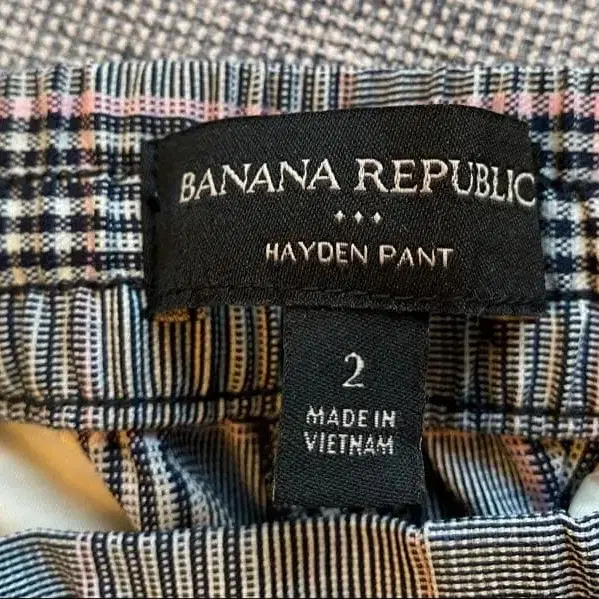 BANANA REPUBLIC
HAYDEN PANT
2
MADE IN
VIETNAM